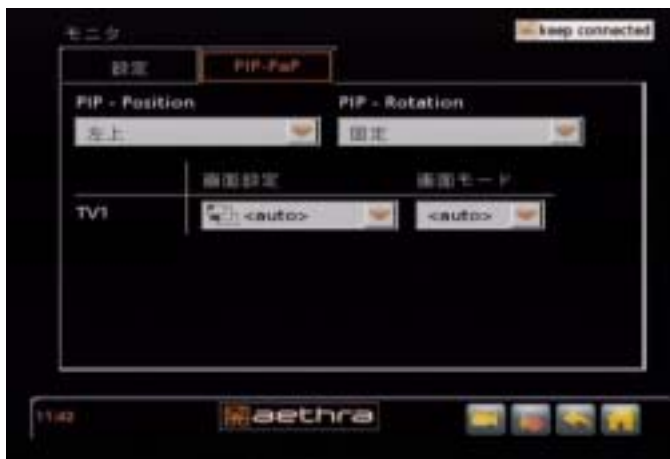 モニタ
keep connected
設定 PIP-PaP
PIP - Position PIP - Rotation
左上 固定
画面設定 画面モード
TV1 <auto> <auto>
11:42 aethra